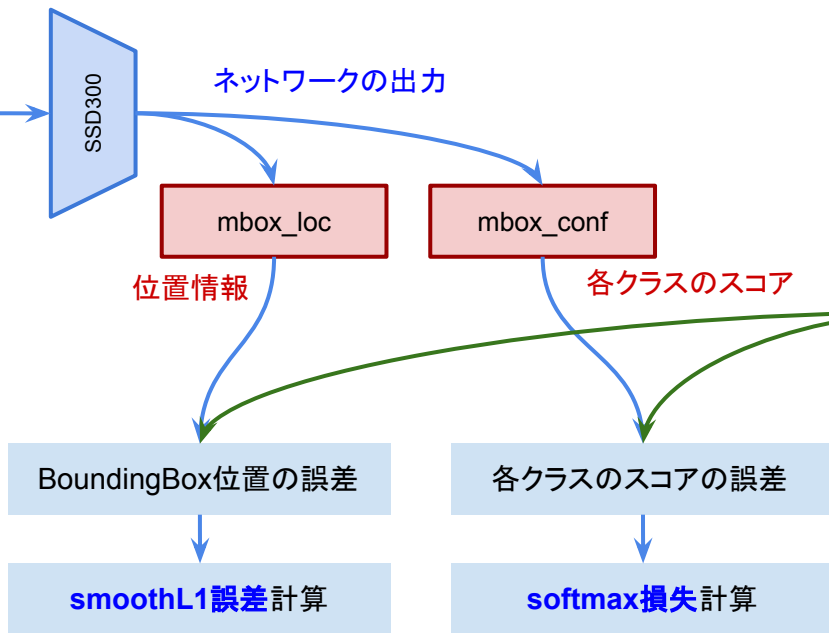 SSD300
ネットワークの出力
mbox_loc
mbox_conf
位置情報
各クラスのスコア
BoundingBox位置の誤差
各クラスのスコアの誤差
smoothL1誤差計算
softmax損失計算